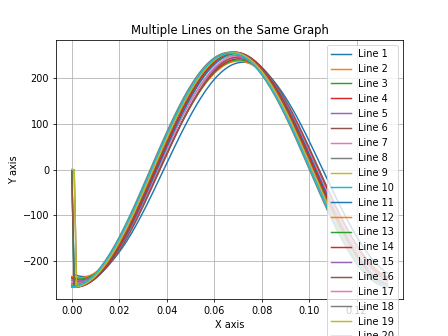 Multiple Lines on the Same Graph
Y axis
200
100
0
−100
−200
0.00
0.02
0.04
0.06
0.08
0.10
X axis
Line 1
Line 2
Line 3
Line 4
Line 5
Line 6
Line 7
Line 8
Line 9
Line 10
Line 11
Line 12
Line 13
Line 14
Line 15
Line 16
Line 17
Line 18
Line 19
Line 20